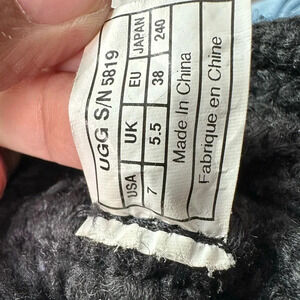 UGG S/N 5819
USA UK EU JAPAN
7 5.5 38 240
Made In China
Fabrique en Chine